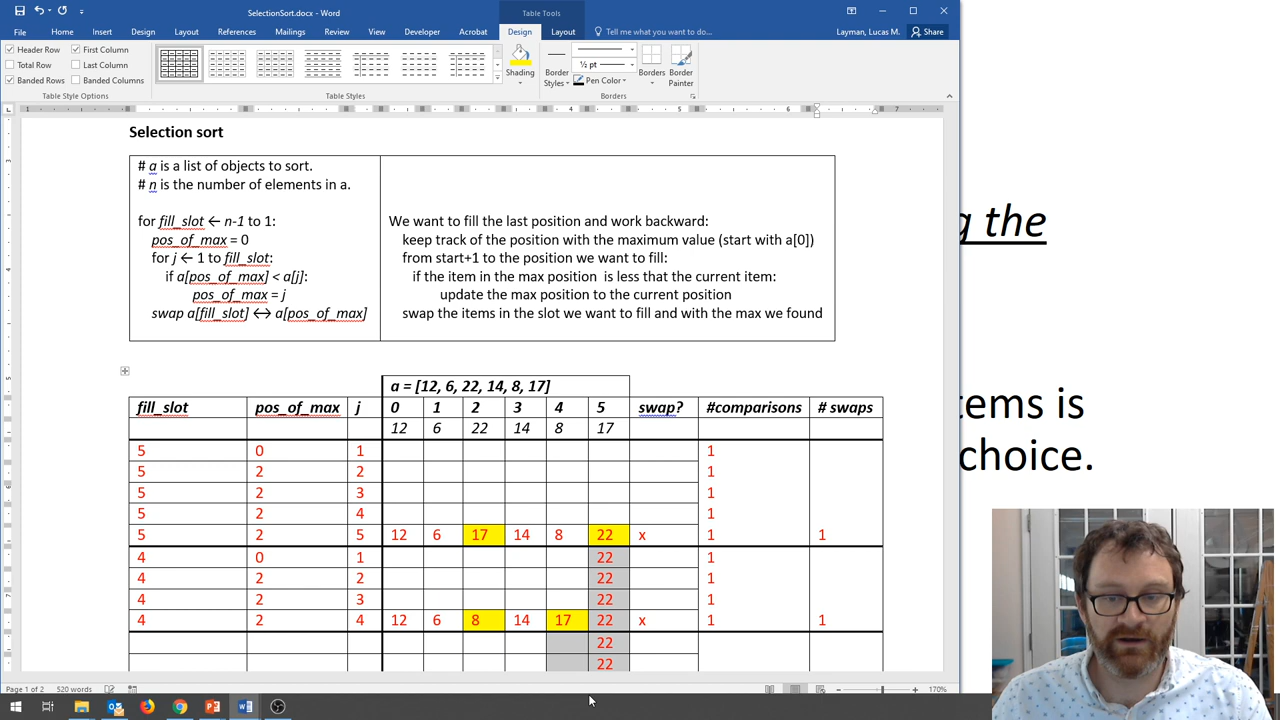 SelectionSort.docx - Word
Table Tools
File Home Insert Draw Design Layout References Mailings Review View Developer Acrobat Design Layout Tell me what you want to do... Layman, Lucas M. Share
Header Row First Column
Total Row Last Column
Banded Rows Banded Columns
Shading
Border Styles
½ pt
Pen Color
Borders
Border Painter
Table Style Options Table Styles Borders
Selection sort
# a is a list of objects to sort.
# n is the number of elements in a.
for fill_slot ← n-1 to 1:
pos_of_max = 0
for j ← 1 to fill_slot:
if a[pos_of_max] < a[j]:
pos_of_max = j
swap a[fill_slot] ↔ a[pos_of_max]
We want to fill the last position and work backward:
keep track of the position with the maximum value (start with a[0])
from start+1 to the position we want to fill:
if the item in the max position is less that the current item:
update the max position to the current position
swap the items in the slot we want to fill and with the max we found
a = [12, 6, 22, 14, 8, 17]
fill_slot pos_of_max j 0 1 2 3 4 5 swap? #comparisons # swaps
12 6 22 14 8 17
5 0 1 1
5 2 2 1
5 2 3 1
5 2 4 1
5 2 5 12 6 17 14 8 22 x 1 1
4 0 1 22 1
4 2 2 22 1
4 2 3 22 1
4 2 4 12 6 8 14 17 22 x 1 1
22
22
Page 1 of 2 520 words 170%
g the
tems is
choice.